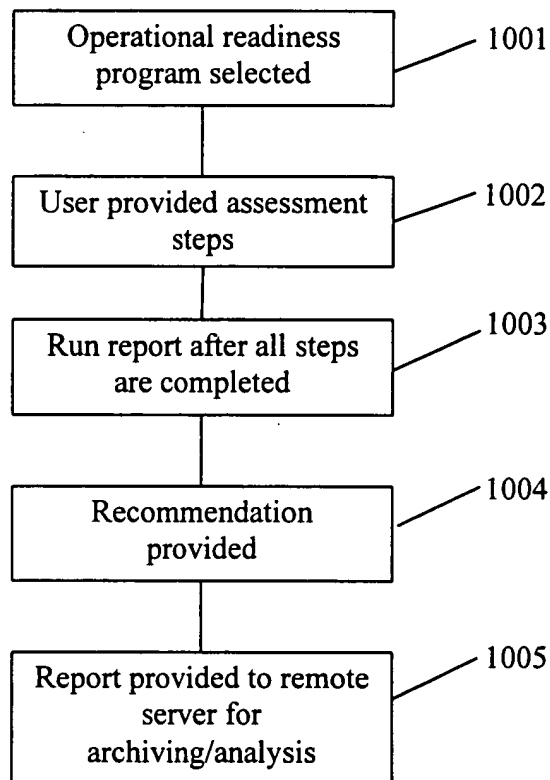 Operational readiness
program selected
1001
User provided assessment
steps
1002
Run report after all steps
are completed
1003
Recommendation
provided
1004
Report provided to remote
server for
archiving/analysis
1005